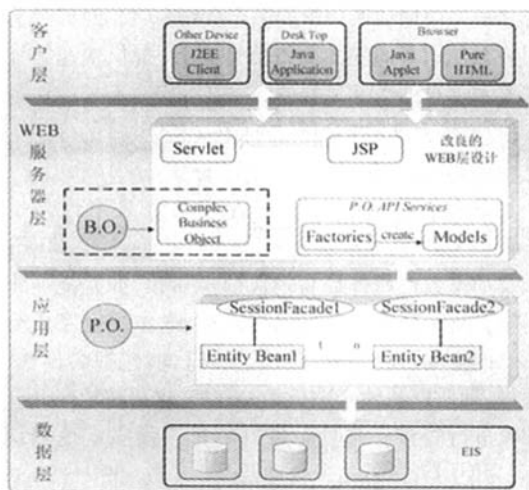 客户层
Other Device
J2EE
Client
Desk Top
Java
Application
Browser
Java
Applet
Pure
HTML
WEB
服务器层
Servlet
JSP
改良的
WEB层设计
B.O.
Complex
Business
Object
P.O. API Services
Factories
create
Models
应用层
P.O.
SessionFacade1
SessionFacade2
Entity Bean1
1
n
Entity Bean2
数据层
EIS